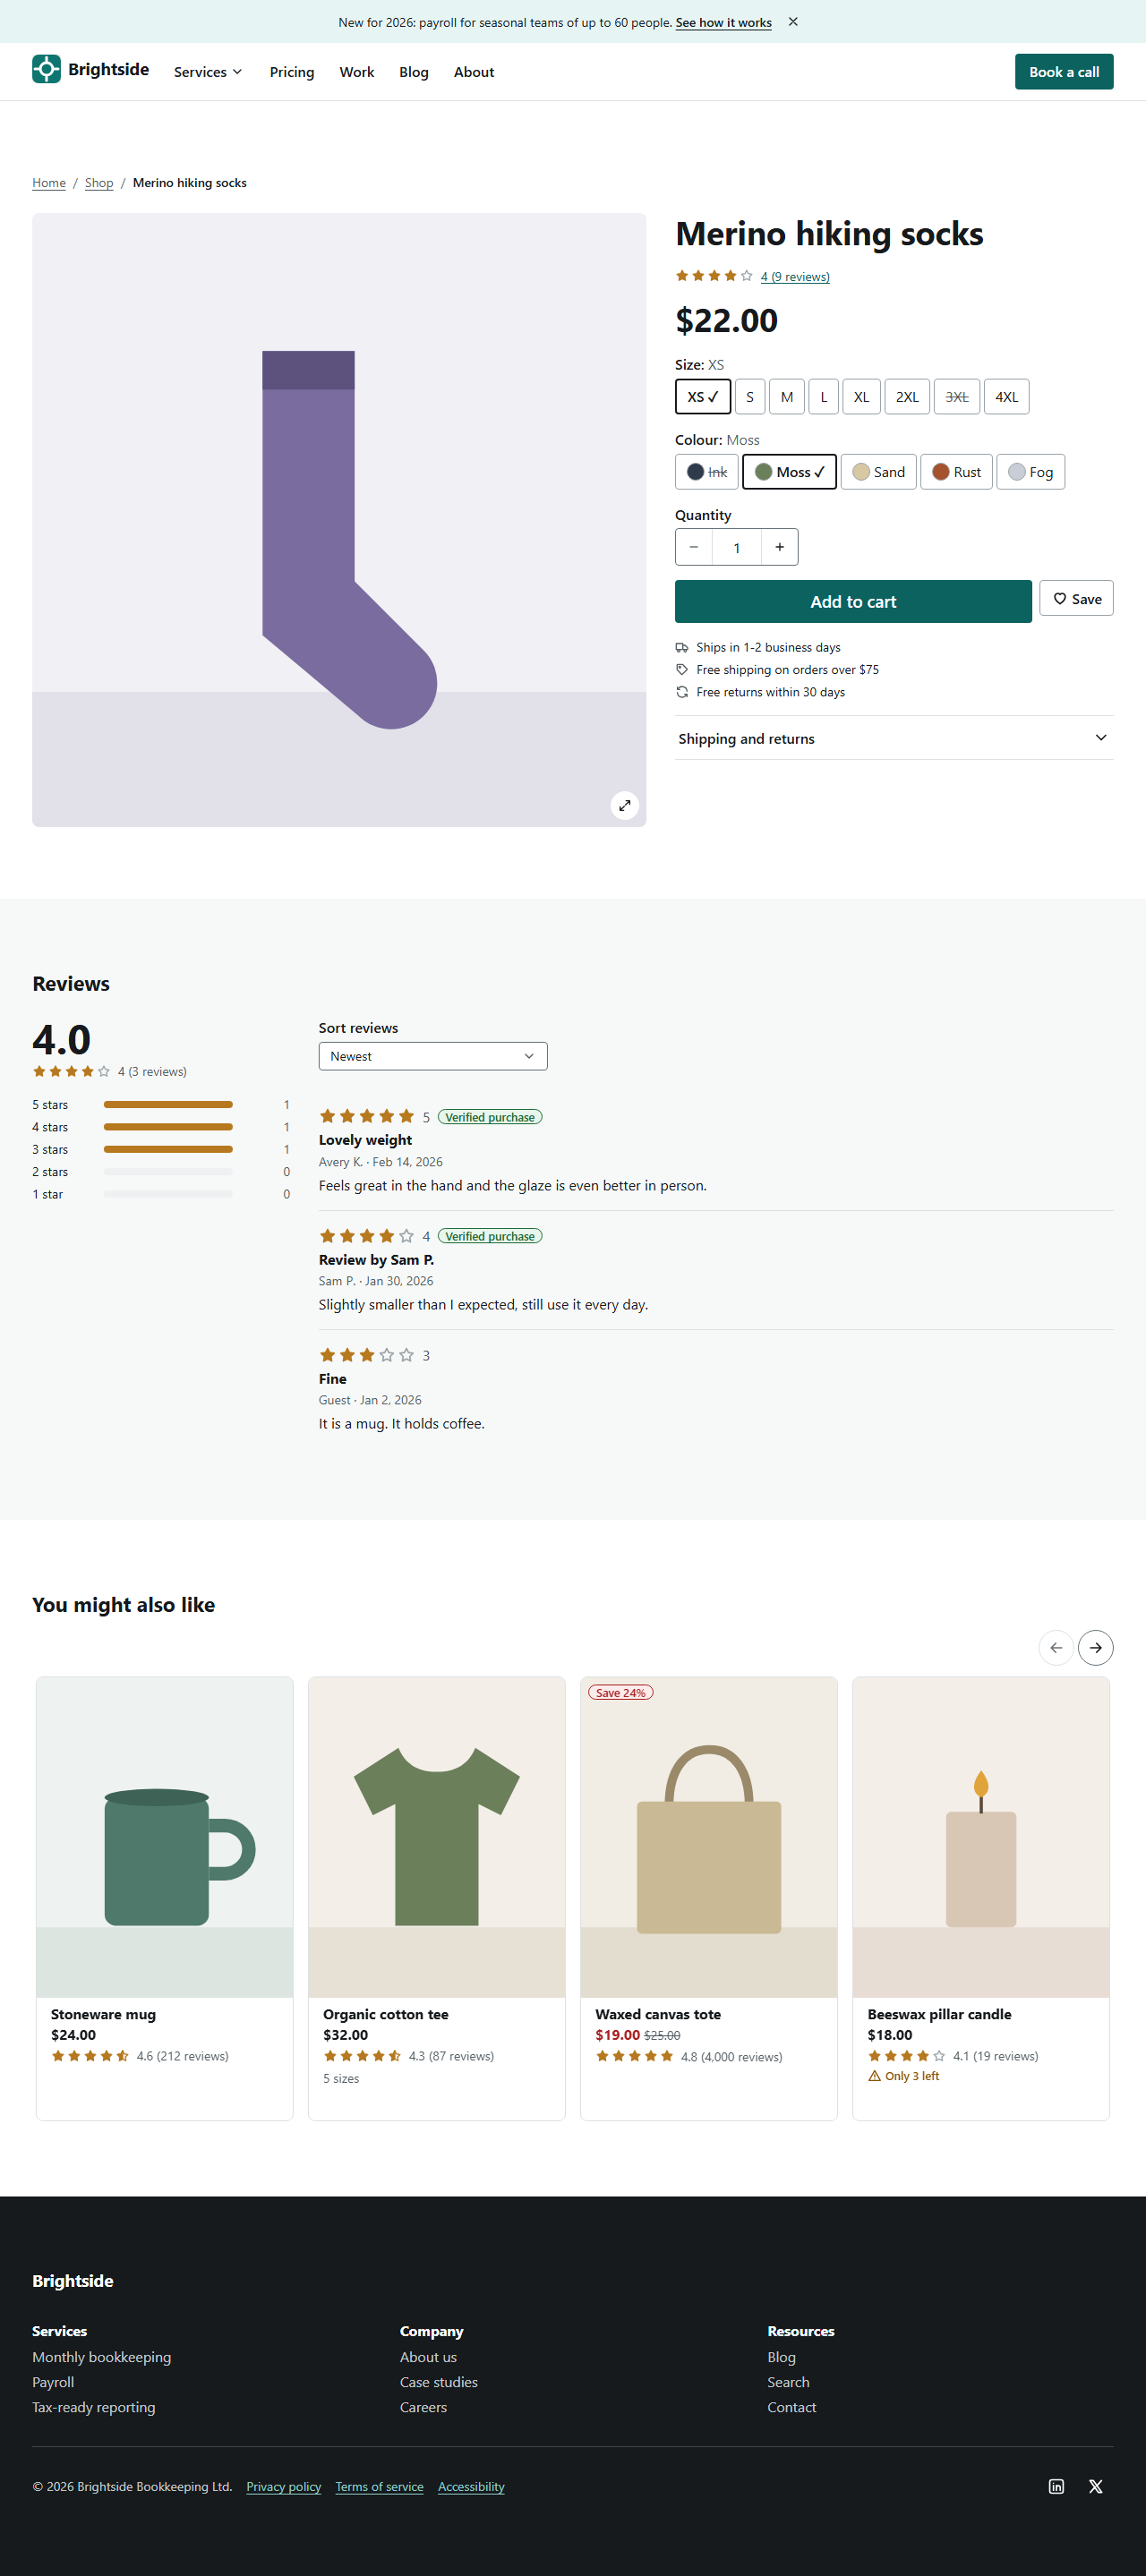 New for 2026: payroll for seasonal teams of up to 60 people. See how it works
Brightside
Services
Pricing
Work
Blog
About
Book a call
Home / Shop / Merino hiking socks
Merino hiking socks
4 (9 reviews)
$22.00
Size: XS
XS S M L XL 2XL 3XL 4XL
Colour: Moss
Ink Moss Sand Rust Fog
Quantity
− 1 +
Add to cart
Save
Ships in 1-2 business days
Free shipping on orders over $75
Free returns within 30 days
Shipping and returns
Reviews
4.0
4 (3 reviews)
5 stars 1
4 stars 1
3 stars 1
2 stars 0
1 star 0
Sort reviews
Newest
5 Verified purchase
Lovely weight
Avery K. · Feb 14, 2026
Feels great in the hand and the glaze is even better in person.
4 Verified purchase
Review by Sam P.
Sam P. · Jan 30, 2026
Slightly smaller than I expected, still use it every day.
3
Fine
Guest · Jan 2, 2026
It is a mug. It holds coffee.
You might also like
Stoneware mug
$24.00
4.6 (212 reviews)
Organic cotton tee
$32.00
4.3 (87 reviews)
5 sizes
Save 24%
Waxed canvas tote
$19.00 $25.00
4.8 (4,000 reviews)
Beeswax pillar candle
$18.00
4.1 (19 reviews)
Only 3 left
Brightside
Services
Monthly bookkeeping
Payroll
Tax-ready reporting
Company
About us
Case studies
Careers
Resources
Blog
Search
Contact
© 2026 Brightside Bookkeeping Ltd. Privacy policy Terms of service Accessibility